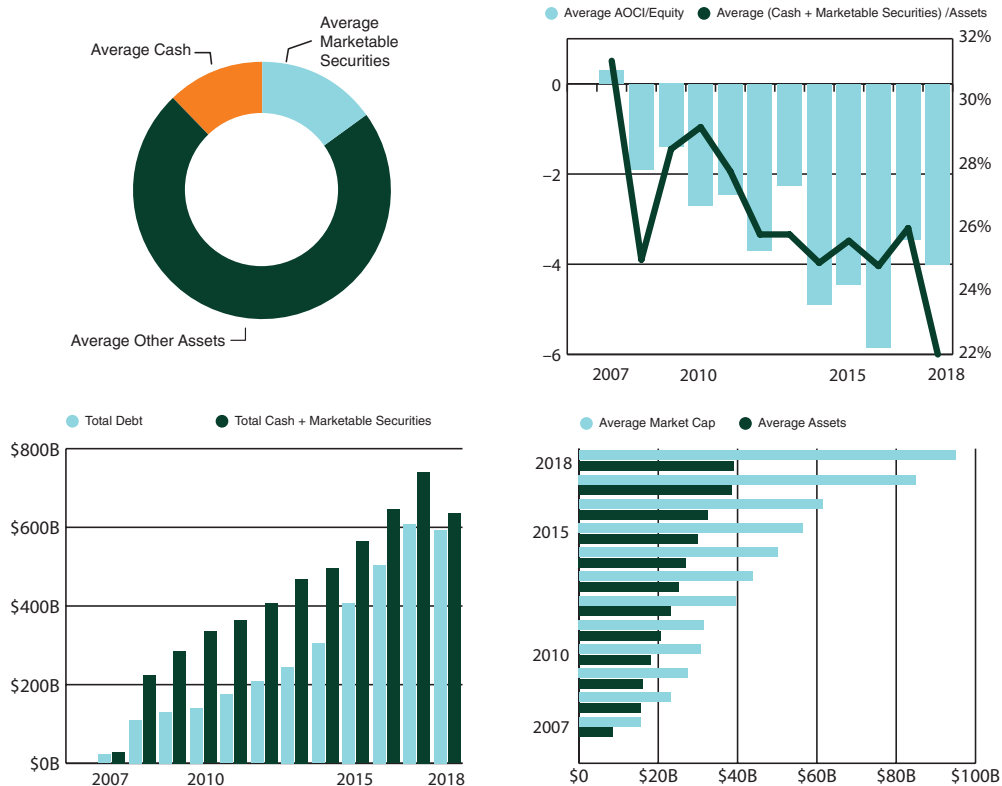 Average
Marketable
Securities
Average Cash
Average Other Assets
Average AOCI/Equity
Average (Cash + Marketable Securities) /Assets
32%
0
30%
28%
−2
26%
−4
24%
−6
22%
2007
2010
2015
2018
Total Debt
Total Cash + Marketable Securities
$800B
$600B
$400B
$200B
$0B
2007
2010
2015
2018
Average Market Cap
Average Assets
2018
2015
2010
2007
$0
$20B
$40B
$60B
$80B
$100B